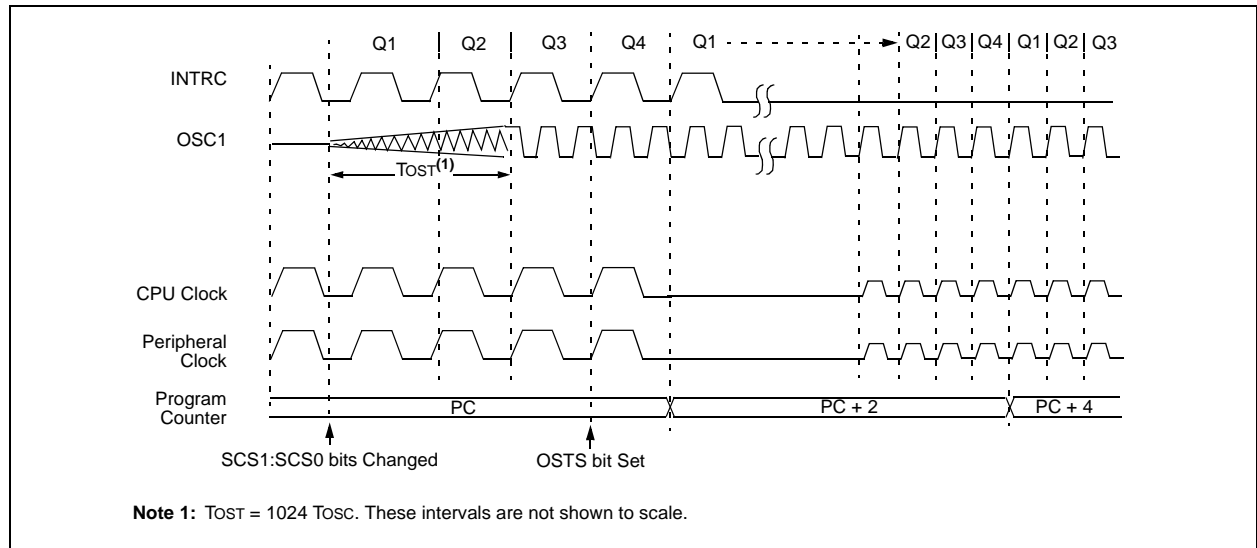 Q1 Q2 Q3 Q4 Q1 Q2 Q3 Q4 Q1 Q2 Q3
INTRC
OSC1
TOST(1)
CPU Clock
Peripheral
Clock
Program
Counter
PC PC + 2 PC + 4
SCS1:SCS0 bits Changed OSTS bit Set
Note 1: TOST = 1024 TOSC. These intervals are not shown to scale.